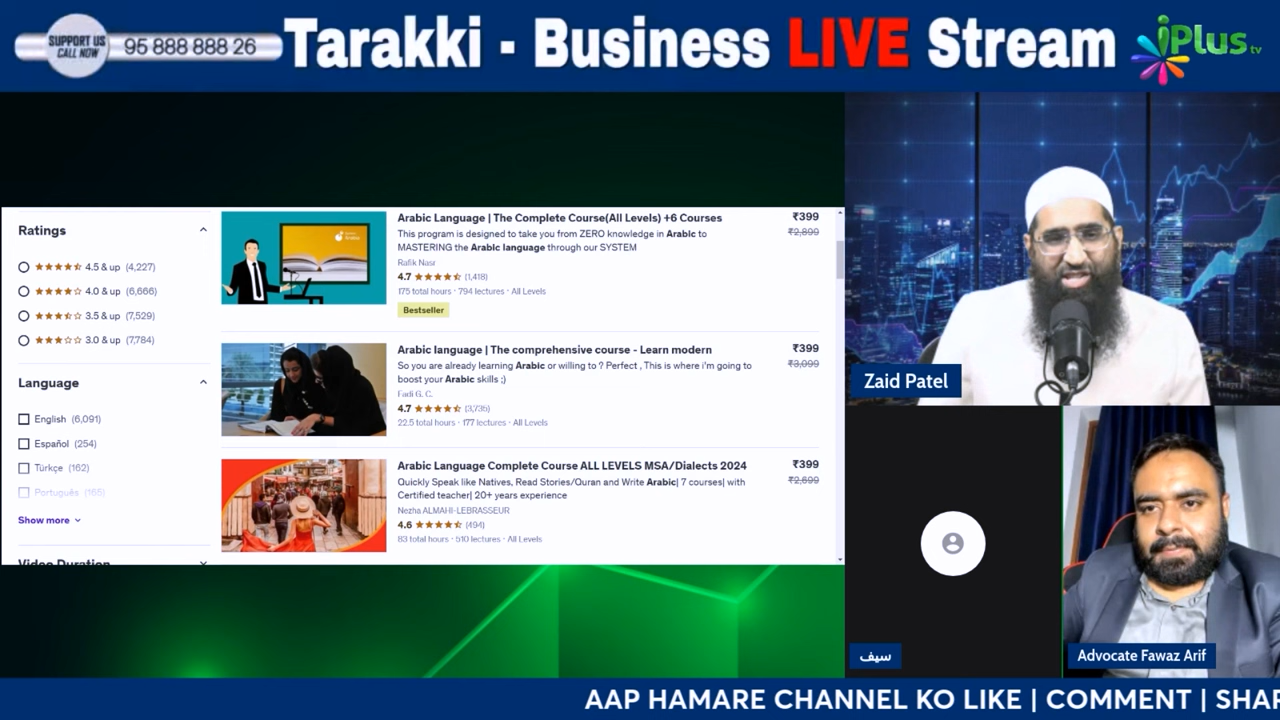 SUPPORT US
CALL NOW
95 888 888 26
Tarakki - Business LIVE Stream
iPlus tv
Ratings
4.5 & up (4,227)
4.0 & up (6,666)
3.5 & up (7,529)
3.0 & up (7,784)
Language
English (6,091)
Español (254)
Türkçe (162)
Português (165)
Show more
Video Duration
Arabic Language | The Complete Course(All Levels) +6 Courses
₹399
This program is designed to take you from ZERO knowledge in Arabic to
₹2,899
MASTERING the Arabic language through our SYSTEM
Rafik Nasr
4.7 (1,418)
175 total hours · 794 lectures · All Levels
Bestseller
Arabic language | The comprehensive course - Learn modern
₹399
So you are already learning Arabic or willing to ? Perfect , This is where i'm going to
₹3,099
boost your Arabic skills ;)
Fadi G. C.
4.7 (3,735)
22.5 total hours · 177 lectures · All Levels
Arabic Language Complete Course ALL LEVELS MSA/Dialects 2024
₹399
Quickly Speak like Natives, Read Stories/Quran and Write Arabic| 7 courses| with
₹2,699
Certified teacher| 20+ years experience
Nezha ALMAHI-LEBRASSEUR
4.6 (494)
83 total hours · 510 lectures · All Levels
Zaid Patel
سيف
Advocate Fawaz Arif
AAP HAMARE CHANNEL KO LIKE | COMMENT | SHAR